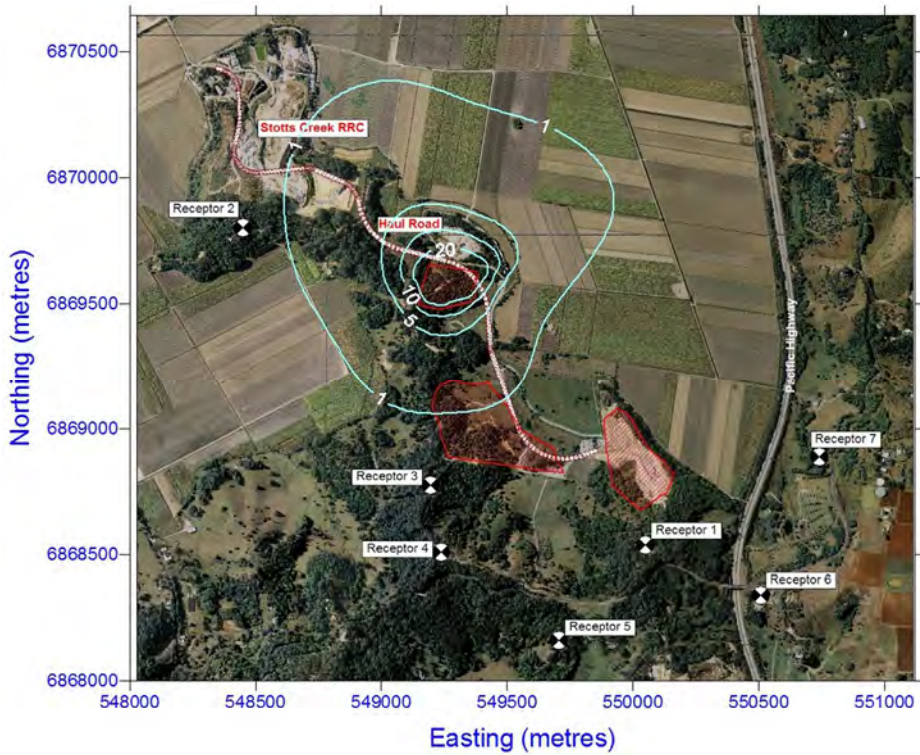 6870500
6870000
6869500
6869000
6868500
6868000
Northing (metres)
548000
548500
549000
549500
550000
550500
551000
Easting (metres)
Stotts Creek RRC
Haul Road
Receptor 2
Receptor 3
Receptor 4
Receptor 5
Receptor 1
Receptor 6
Receptor 7
Pacific Highway
1
1
1
20
10
5